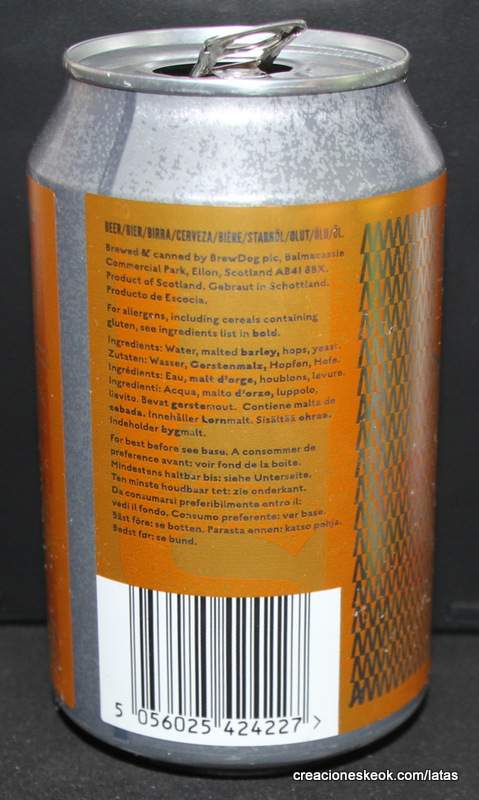 BEER/BIER/BIRRA/CERVEZA/BIÈRE/STARKÖL/OLUT/ÖLU/ØL.
Brewed & canned by BrewDog plc, Balmacassie
Commercial Park, Ellon, Scotland AB41 8BX.
Product of Scotland. Gebraut in Schottland.
Producto de Escocia.
For allergens, including cereals containing
gluten, see ingredients list in bold.
Ingredients: Water, malted barley, hops, yeast.
Zutaten: Wasser, Gerstenmalz, Hopfen, Hefe.
Ingrédients: Eau, malt d'orge, houblons, levure.
Ingredienti: Acqua, malto d'orzo, luppolo,
lievito. Bevat gerstemout. Contiene malta de
cebada. Innehåller kornmalt. Sisältää ohraa.
Indeholder bygmalt.
For best before see base. A consommer de
preference avant: voir fond de la boite.
Mindestens haltbar bis: siehe Unterseite.
Ten minste houdbaar tot: zie onderkant.
Da consumarsi preferibilmente entro il:
vedi il fondo. Consumo preferente: ver base.
Bäst före: se botten. Parasta ennen: katso pohja.
Bedst før: se bund.
5 056025 424227 >
creacioneskeok.com/latas